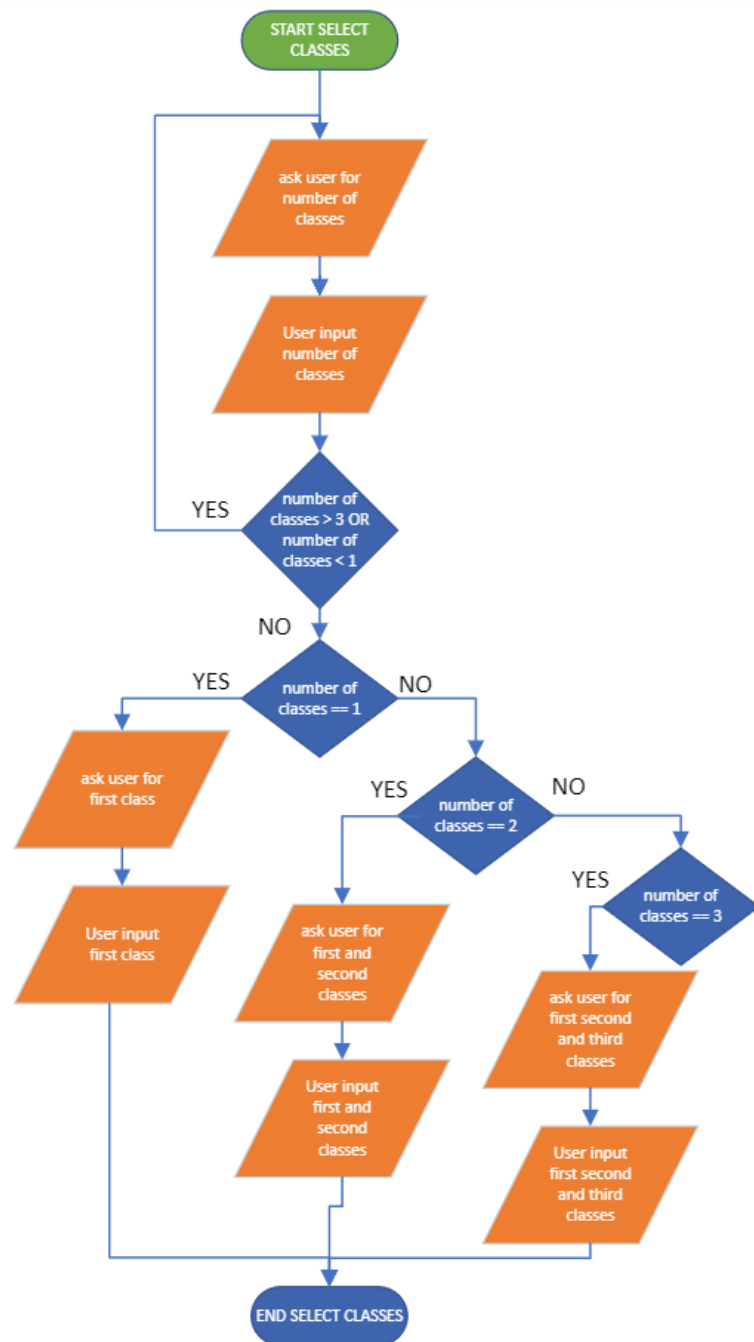 START SELECT
CLASSES
ask user for
number of
classes
User input
number of
classes
YES
number of
classes > 3 OR
number of
classes < 1
NO
YES
number of
classes == 1
NO
ask user for
first class
YES
number of
classes == 2
NO
User input
first class
ask user for
first and
second
classes
YES
number of
classes == 3
User input
first and
second
classes
ask user for
first second
and third
classes
User input
first second
and third
classes
END SELECT CLASSES